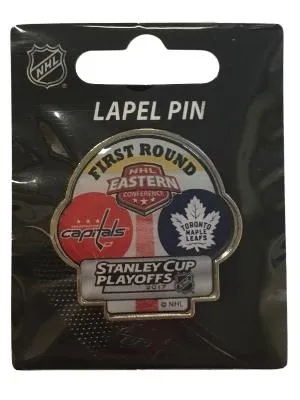 NHL
LAPEL PIN
FIRST ROUND
NHL
EASTERN
CONFERENCE
capitals
TORONTO
MAPLE
LEAFS
STANLEY CUP
PLAYOFFS
2017
© NHL